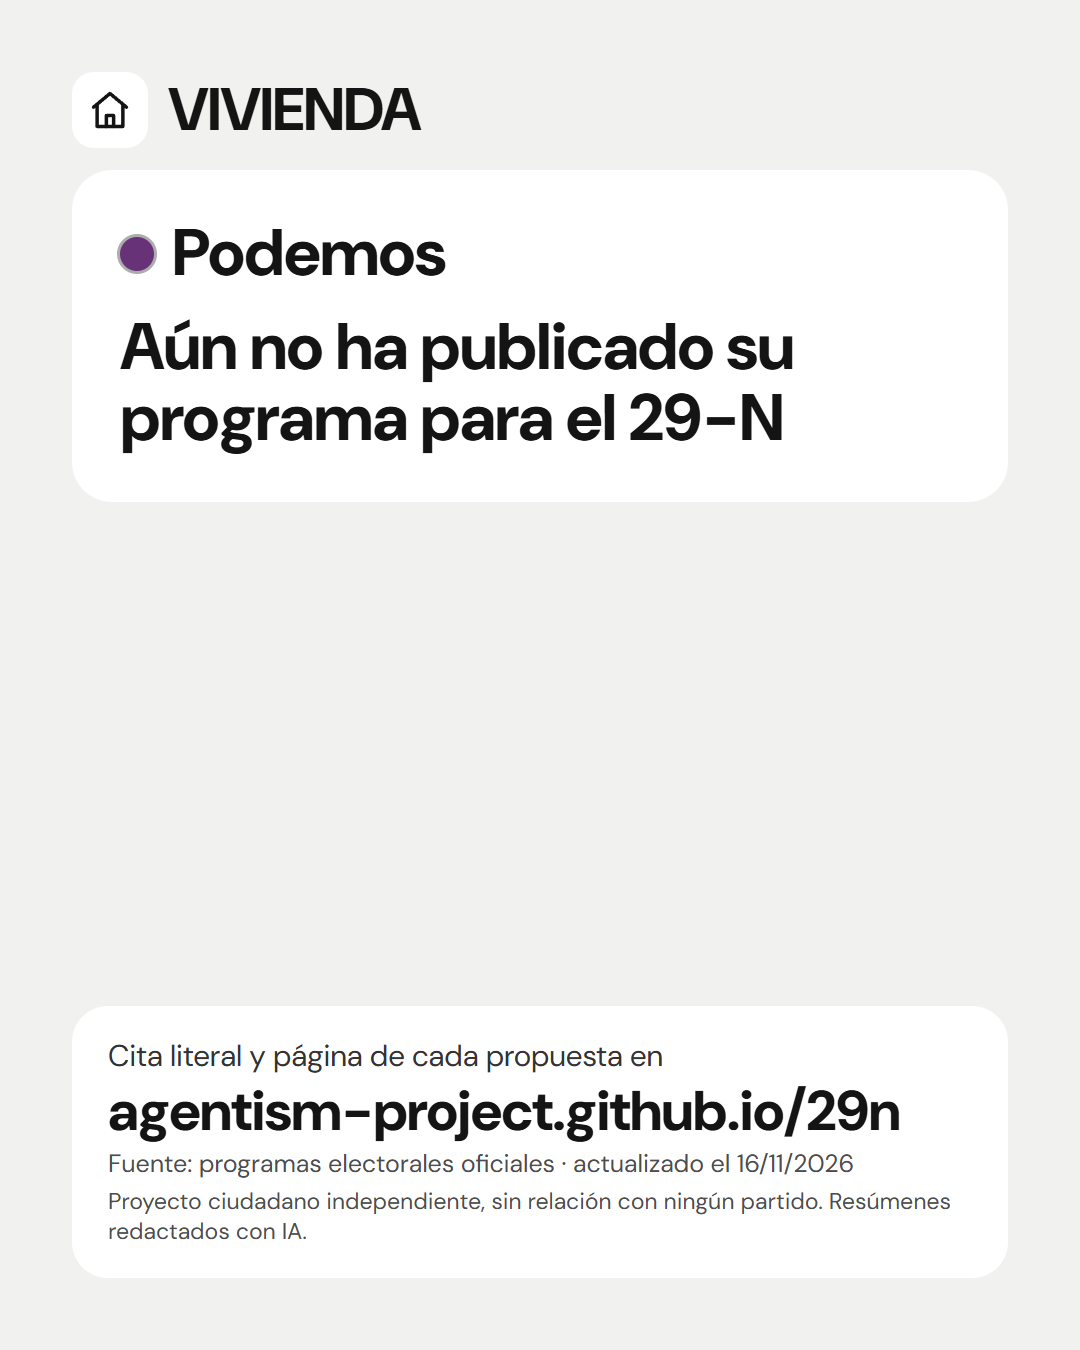 VIVIENDA
Podemos
Aún no ha publicado su
programa para el 29-N
Cita literal y página de cada propuesta en
agentism-project.github.io/29n
Fuente: programas electorales oficiales · actualizado el 16/11/2026
Proyecto ciudadano independiente, sin relación con ningún partido. Resúmenes
redactados con IA.